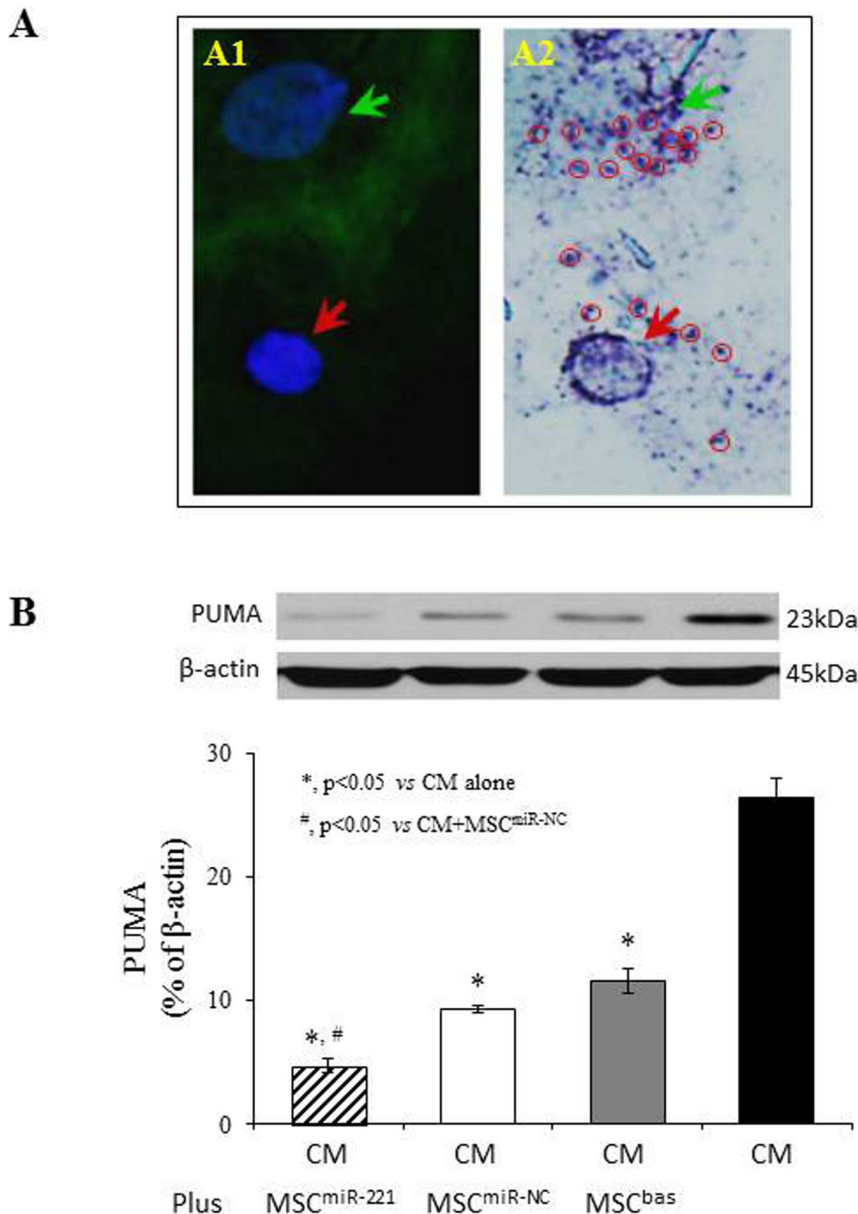 A
A1 A2
B
PUMA 23kDa
β-actin 45kDa
*, p<0.05 vs CM alone
#, p<0.05 vs CM+MSCmiR-NC
PUMA
(% of β-actin)
30
20
10
0
*, #
*
*
CM CM CM CM
Plus MSCmiR-221 MSCmiR-NC MSCbas